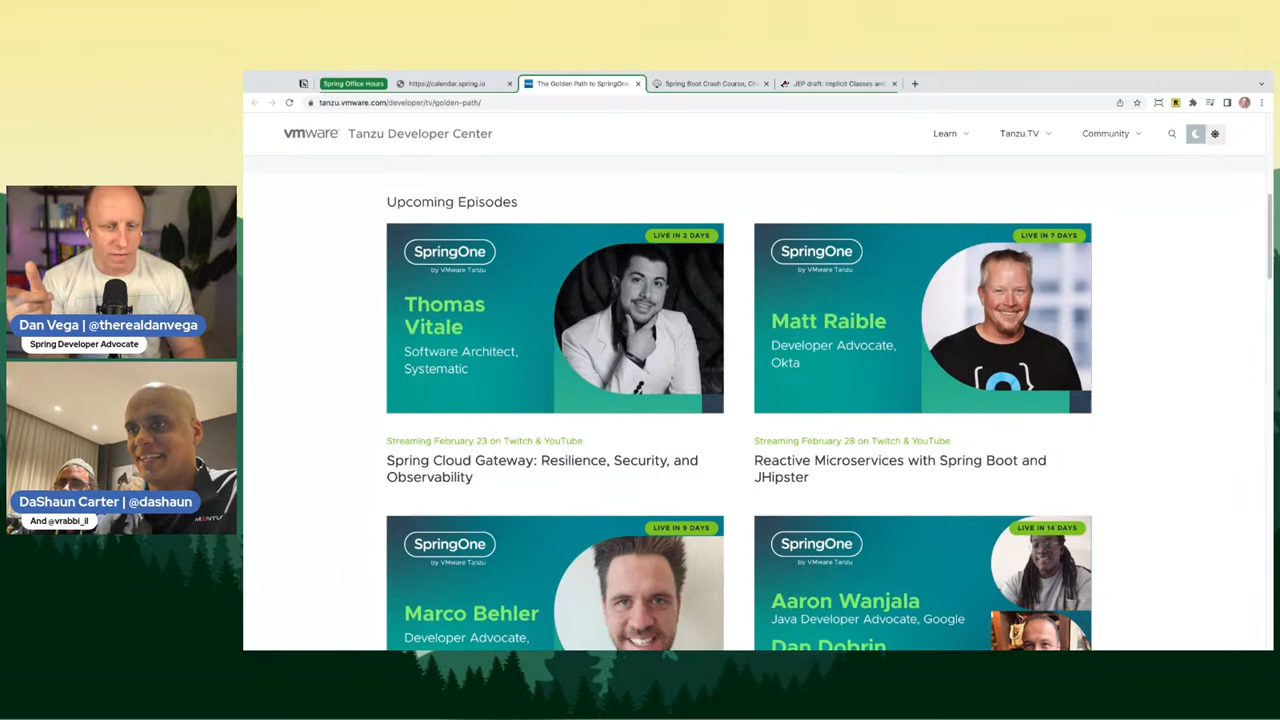 Spring Office Hours
https://calendar.spring.io
The Golden Path to SpringOne
Spring Boot Crash Course, Ch
JEP draft: Implicit Classes and
tanzu.vmware.com/developer/tv/golden-path/
vmware Tanzu Developer Center
Learn
Tanzu.TV
Community
Upcoming Episodes
LIVE IN 2 DAYS
SpringOne
by VMware Tanzu
Thomas
Vitale
Software Architect,
Systematic
Streaming February 23 on Twitch & YouTube
Spring Cloud Gateway: Resilience, Security, and
Observability
LIVE IN 7 DAYS
SpringOne
by VMware Tanzu
Matt Raible
Developer Advocate,
Okta
Streaming February 28 on Twitch & YouTube
Reactive Microservices with Spring Boot and
JHipster
LIVE IN 9 DAYS
SpringOne
by VMware Tanzu
Marco Behler
Developer Advocate,
LIVE IN 14 DAYS
SpringOne
by VMware Tanzu
Aaron Wanjala
Java Developer Advocate, Google
Dan Dobrin
Dan Vega | @therealdanvega
Spring Developer Advocate
DaShaun Carter | @dashaun
And @vrabbi_il